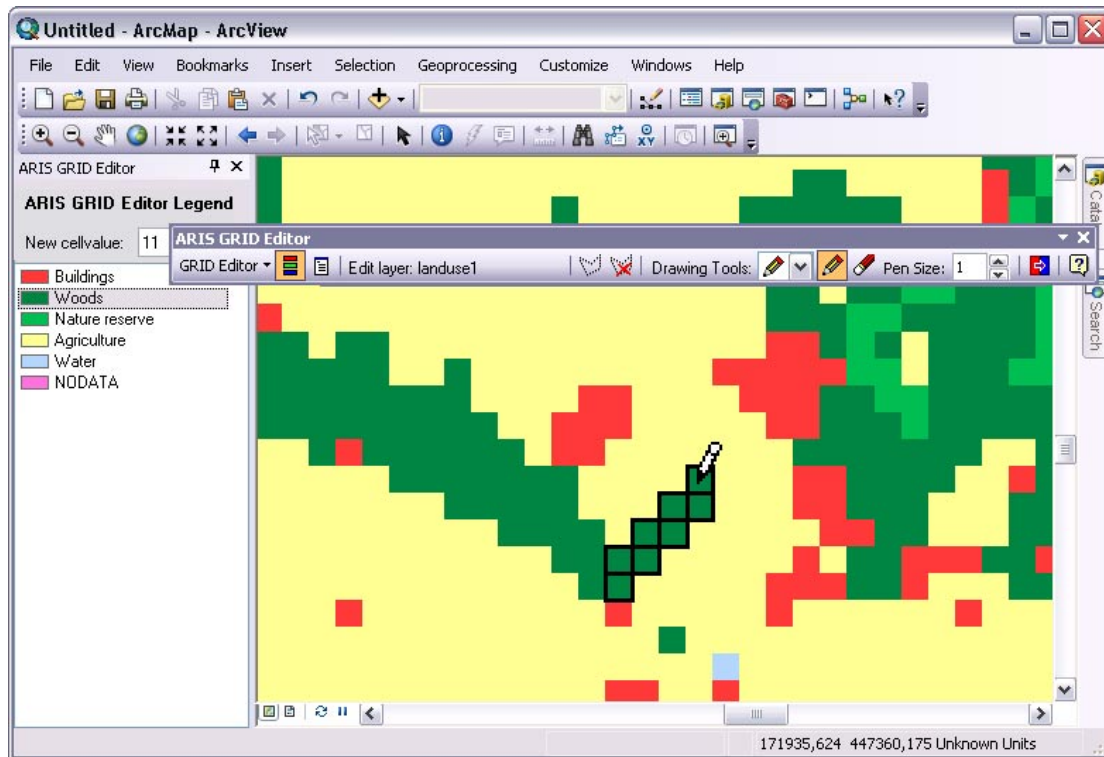 Untitled - ArcMap - ArcView
File Edit View Bookmarks Insert Selection Geoprocessing Customize Windows Help
XY
ARIS GRID Editor
ARIS GRID Editor Legend
New cellvalue: 11
ARIS GRID Editor
GRID Editor Edit layer: landuse1 Drawing Tools: Pen Size: 1
Buildings
Woods
Nature reserve
Agriculture
Water
NODATA
Cata
Search
171935,624 447360,175 Unknown Units